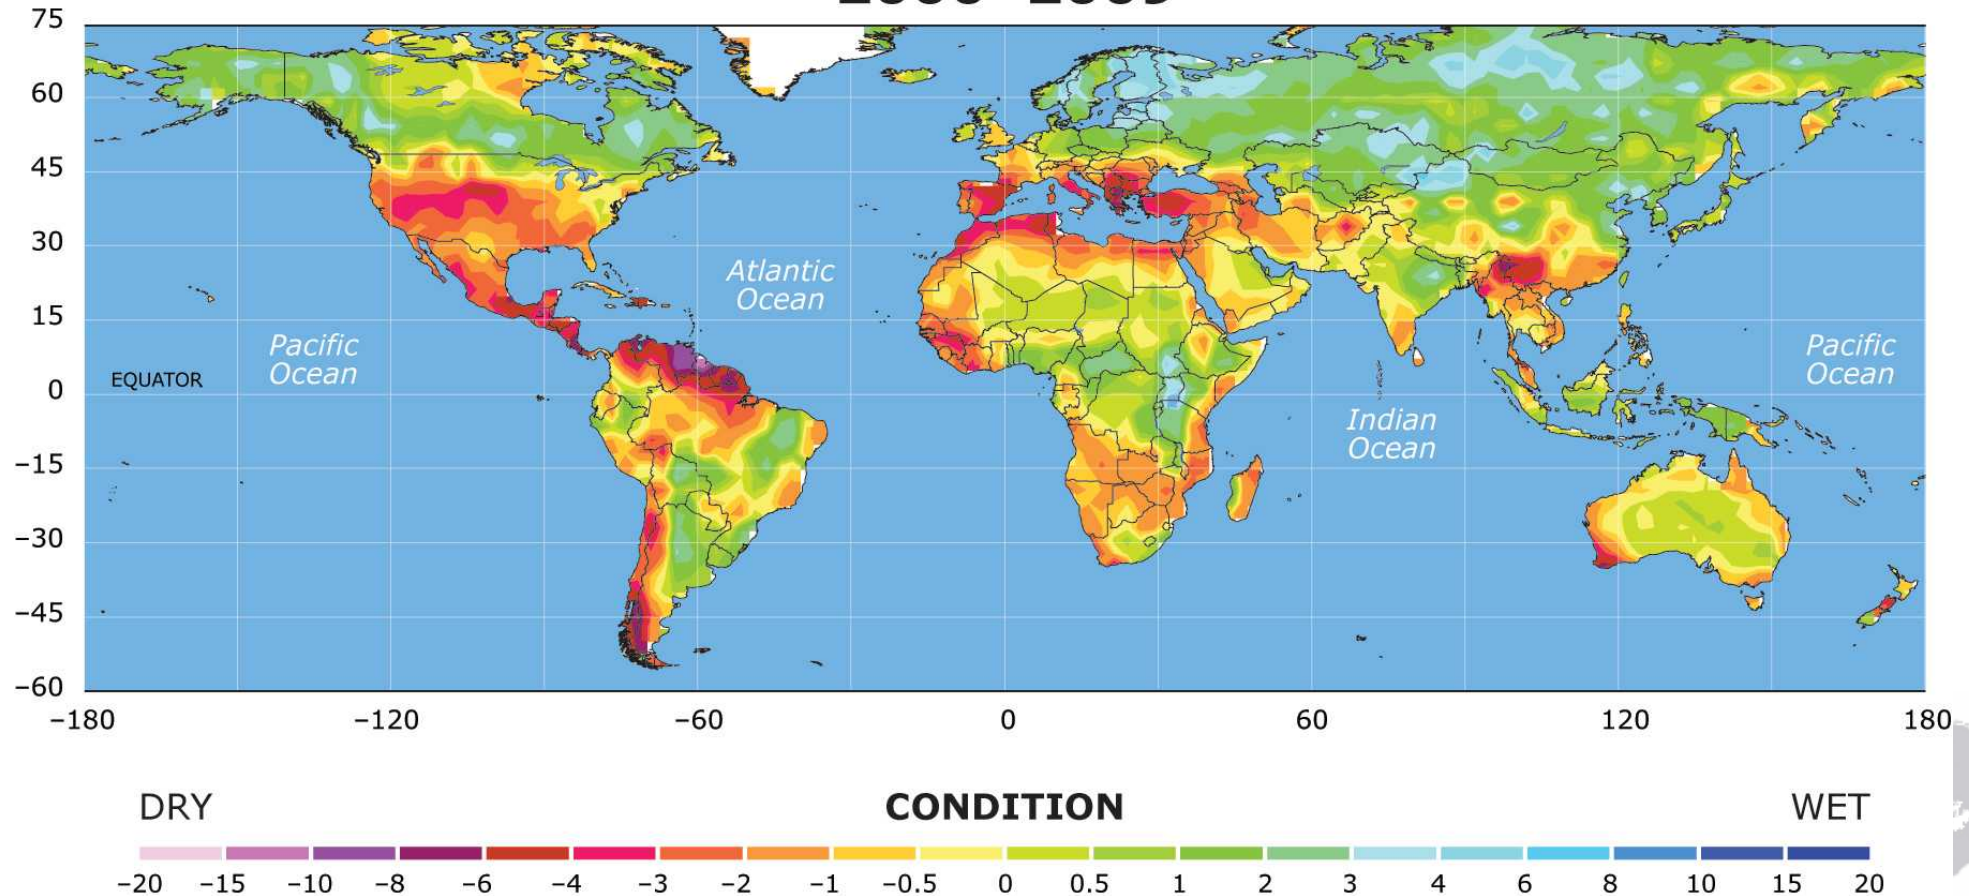 75
60
45
30
15
0
−15
−30
−45
−60
Atlantic
Ocean
Pacific
Ocean
EQUATOR
Pacific
Ocean
Indian
Ocean
−180 −120 −60 0 60 120 180
DRY CONDITION WET
−20 −15 −10 −8 −6 −4 −3 −2 −1 −0.5 0 0.5 1 2 3 4 6 8 10 15 20